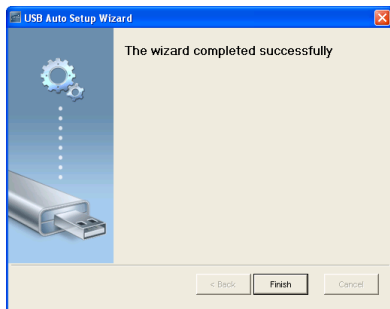 USB Auto Setup Wizard
The wizard completed successfully
< Back
Finish
Cancel